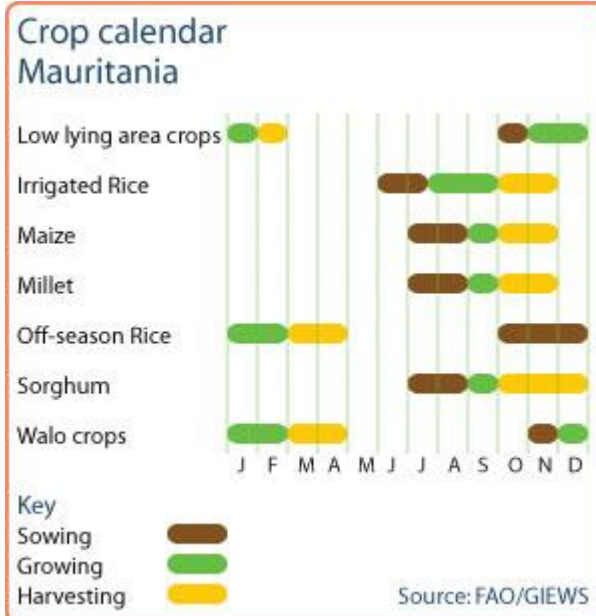 Crop calendar
Mauritania
Low lying area crops
Irrigated Rice
Maize
Millet
Off-season Rice
Sorghum
Walo crops
J F M A M J J A S O N D
Key
Sowing
Growing
Harvesting
Source: FAO/GIEWS